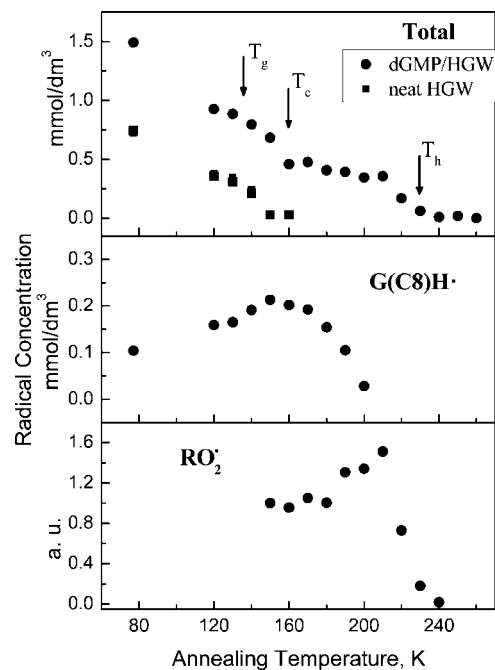 Total
dGMP/HGW
neat HGW
T_g
T_c
T_h
1.5
1.0
0.5
0.0
mmol/dm³
G(C8)H·
0.3
0.2
0.1
0.0
Radical Concentration
mmol/dm³
RO₂˙
1.6
1.2
0.8
0.4
0.0
a. u.
80 120 160 200 240
Annealing Temperature, K